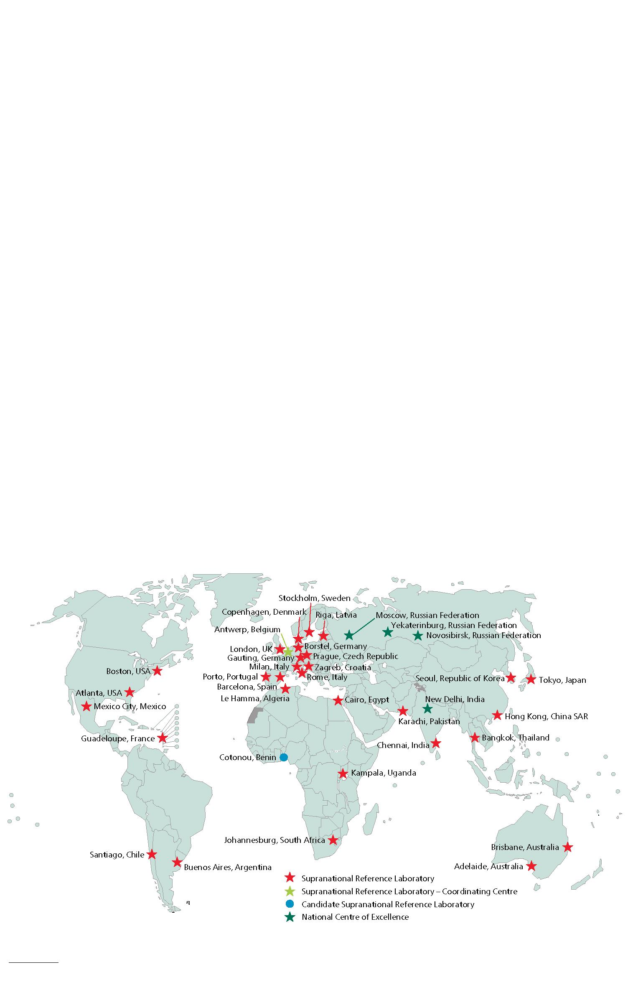 Stockholm, Sweden
Copenhagen, Denmark
Riga, Latvia
Moscow, Russian Federation
Yekaterinburg, Russian Federation
Antwerp, Belgium
Novosibirsk, Russian Federation
London, UK
Borstel, Germany
Gauting, Germany
Prague, Czech Republic
Milan, Italy
Zagreb, Croatia
Boston, USA
Porto, Portugal
Rome, Italy
Seoul, Republic of Korea
Tokyo, Japan
Barcelona, Spain
Atlanta, USA
Le Hamma, Algeria
Cairo, Egypt
New Delhi, India
Mexico City, Mexico
Karachi, Pakistan
Hong Kong, China SAR
Guadeloupe, France
Bangkok, Thailand
Chennai, India
Cotonou, Benin
Kampala, Uganda
Johannesburg, South Africa
Brisbane, Australia
Santiago, Chile
Buenos Aires, Argentina
Adelaide, Australia
Supranational Reference Laboratory
Supranational Reference Laboratory – Coordinating Centre
Candidate Supranational Reference Laboratory
National Centre of Excellence